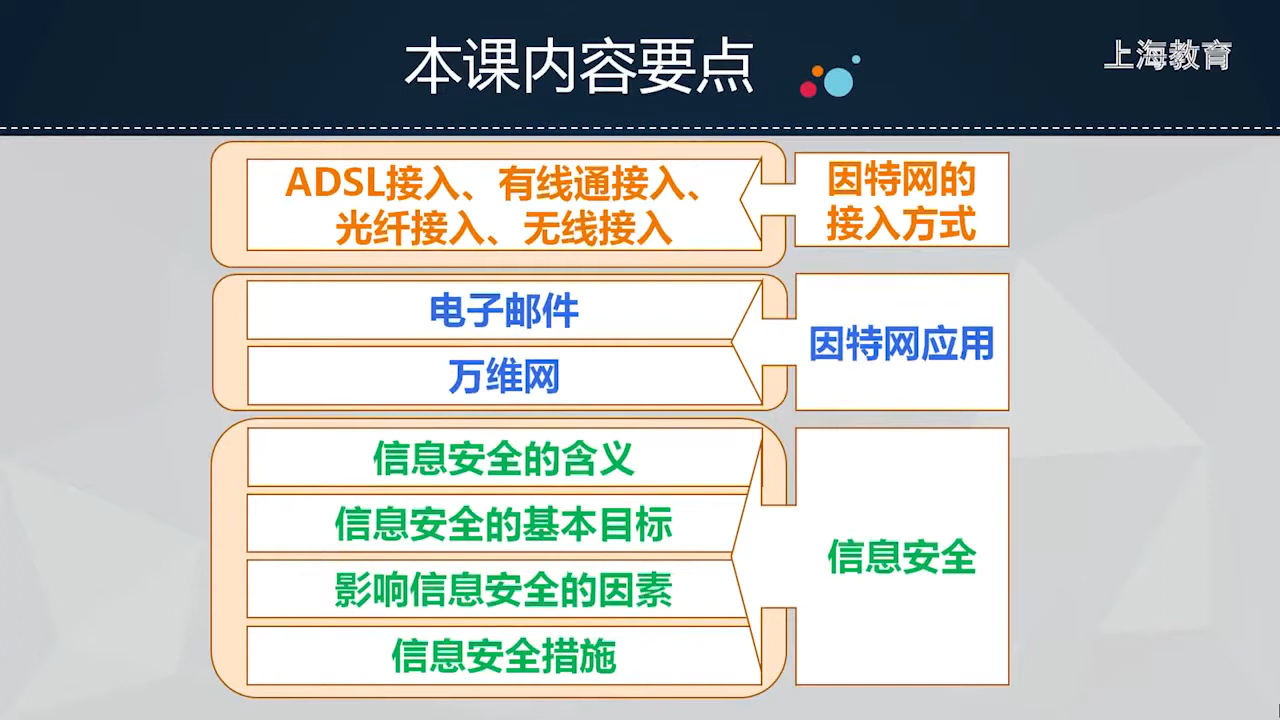 本课内容要点
上海教育
ADSL接入、有线通接入、
光纤接入、无线接入
因特网的
接入方式
电子邮件
万维网
因特网应用
信息安全的含义
信息安全的基本目标
影响信息安全的因素
信息安全措施
信息安全